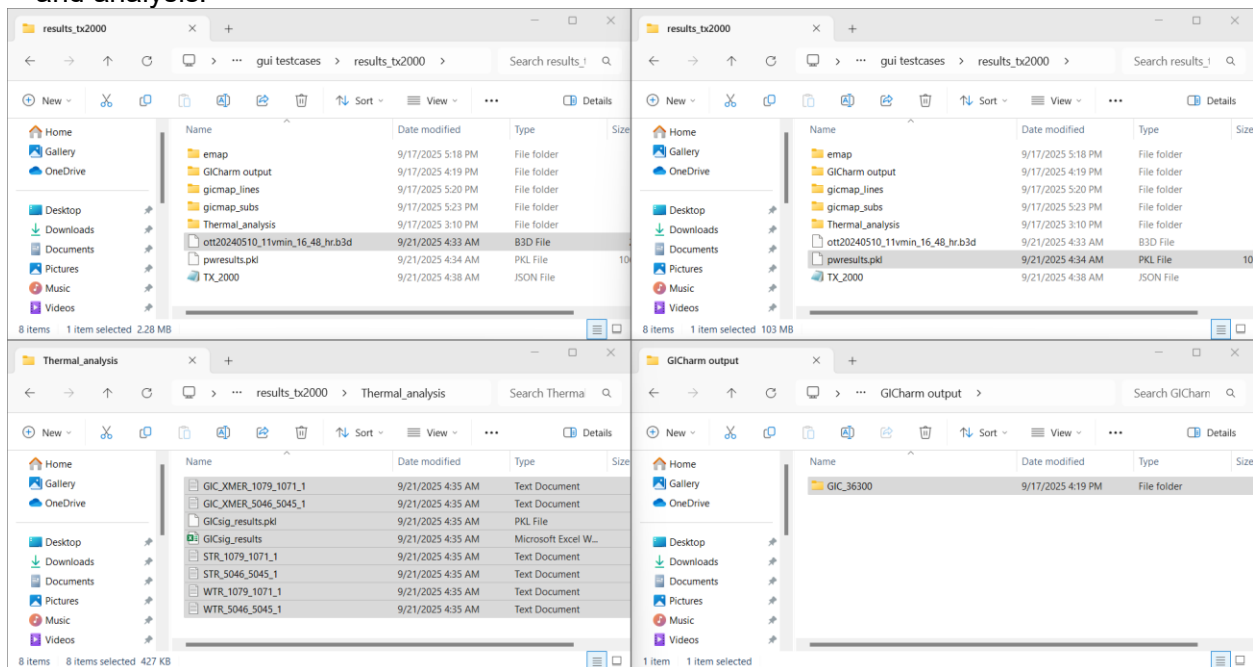 and analysis.
results_tx2000
gui testcases > results_tx2000 >
Search results_t
New
Sort
View
Details
Name Date modified Type Size
Home
Gallery
OneDrive
Desktop
Downloads
Documents
Pictures
Music
Videos
emap 9/17/2025 5:18 PM File folder
GICharm output 9/17/2025 4:19 PM File folder
gicmap_lines 9/17/2025 5:20 PM File folder
gicmap_subs 9/17/2025 5:23 PM File folder
Thermal_analysis 9/17/2025 3:10 PM File folder
ott20240510_11vmin_16_48_hr.b3d 9/21/2025 4:33 AM B3D File
pwresults.pkl 9/21/2025 4:34 AM PKL File 10
TX_2000 9/21/2025 4:38 AM JSON File
8 items 1 item selected 2.28 MB
results_tx2000
gui testcases > results_tx2000 >
Search results_t
New
Sort
View
Details
Name Date modified Type Size
Home
Gallery
OneDrive
Desktop
Downloads
Documents
Pictures
Music
Videos
emap 9/17/2025 5:18 PM File folder
GICharm output 9/17/2025 4:19 PM File folder
gicmap_lines 9/17/2025 5:20 PM File folder
gicmap_subs 9/17/2025 5:23 PM File folder
Thermal_analysis 9/17/2025 3:10 PM File folder
ott20240510_11vmin_16_48_hr.b3d 9/21/2025 4:33 AM B3D File
pwresults.pkl 9/21/2025 4:34 AM PKL File 10
TX_2000 9/21/2025 4:38 AM JSON File
8 items 1 item selected 103 MB
Thermal_analysis
results_tx2000 > Thermal_analysis
Search Thermal
New
Sort
View
Details
Name Date modified Type Size
Home
Gallery
OneDrive
Desktop
Downloads
Documents
Pictures
Music
Videos
GIC_XMER_1079_1071_1 9/21/2025 4:35 AM Text Document
GIC_XMER_5046_5045_1 9/21/2025 4:35 AM Text Document
GICsig_results.pkl 9/21/2025 4:35 AM PKL File
GICsig_results 9/21/2025 4:35 AM Microsoft Excel W...
STR_1079_1071_1 9/21/2025 4:35 AM Text Document
STR_5046_5045_1 9/21/2025 4:35 AM Text Document
WTR_1079_1071_1 9/21/2025 4:35 AM Text Document
WTR_5046_5045_1 9/21/2025 4:35 AM Text Document
8 items 8 items selected 427 KB
GICharm output
GICharm output >
Search GICharm
New
Sort
View
Details
Name Date modified Type Size
Home
Gallery
OneDrive
Desktop
Downloads
Documents
Pictures
Music
Videos
GIC_36300 9/17/2025 4:19 PM File folder
1 item 1 item selected